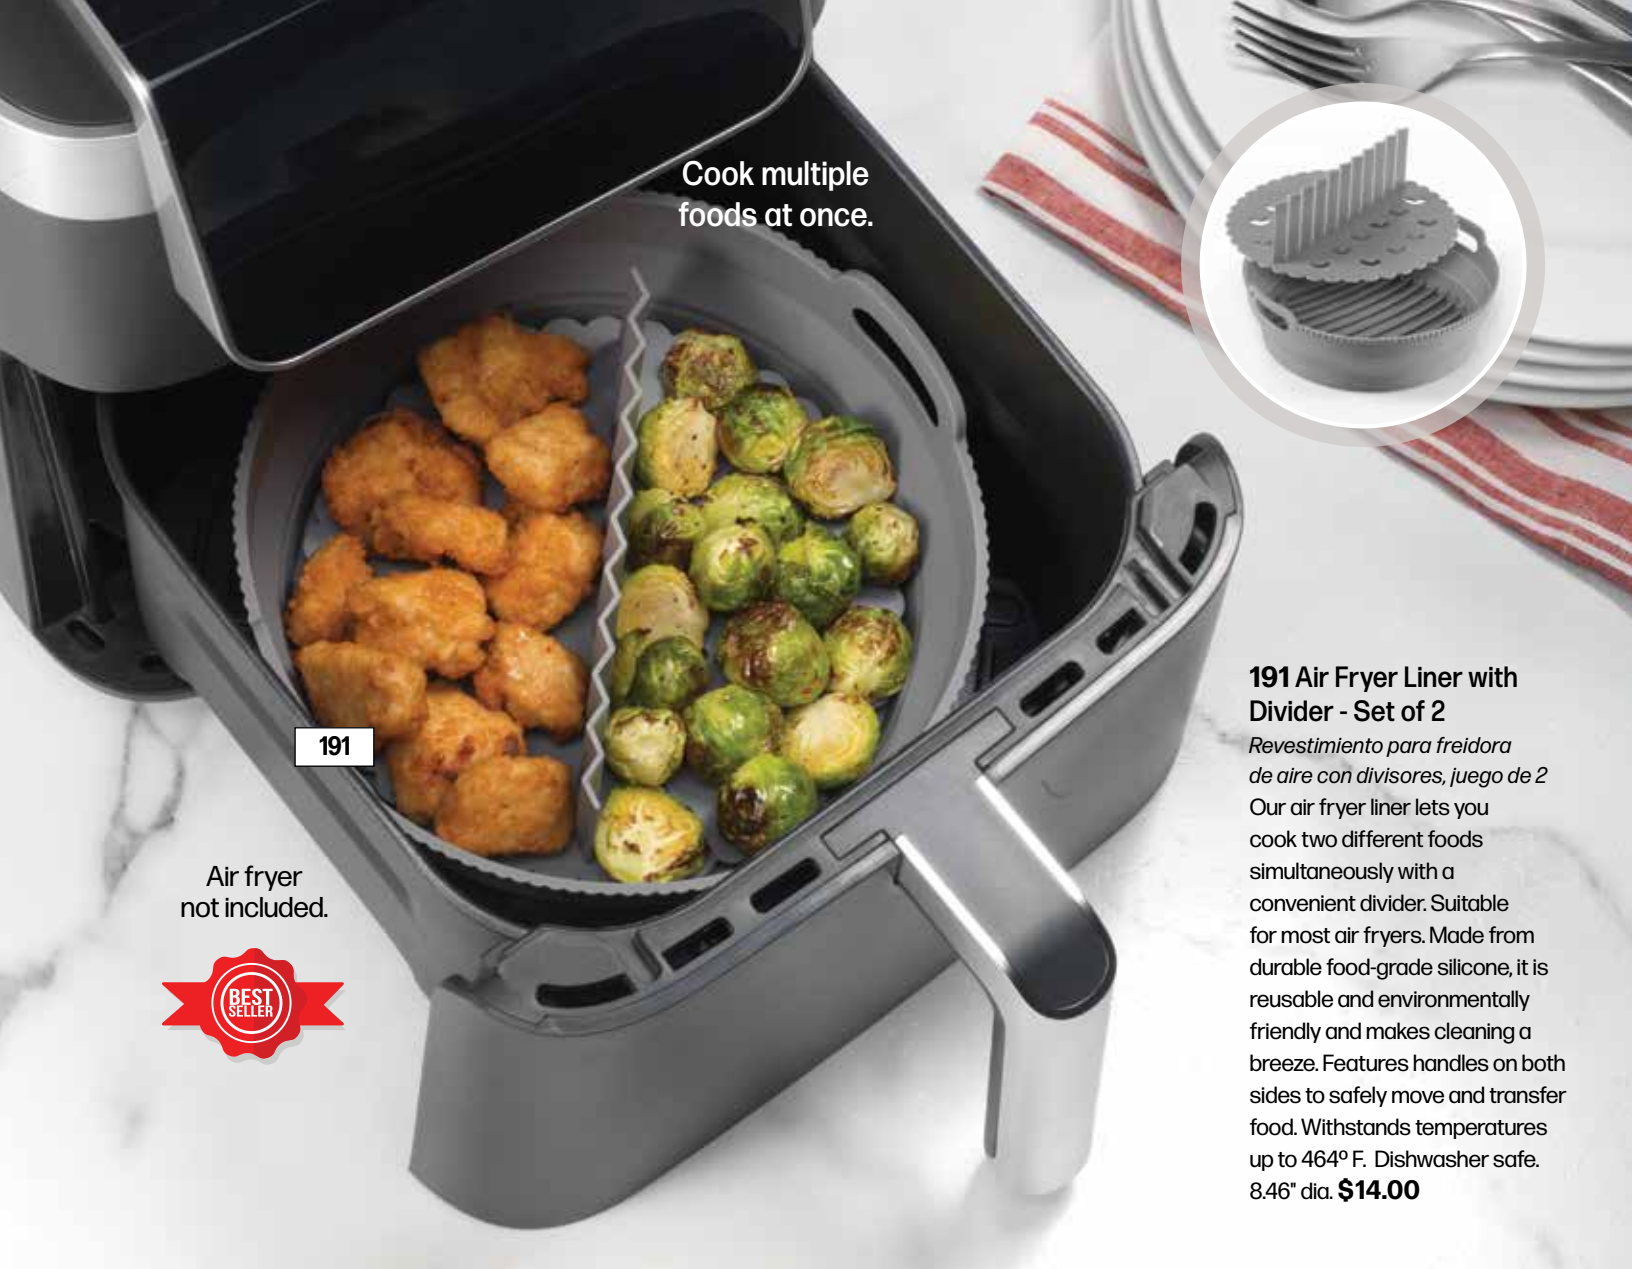 Cook multiple
foods at once.
191
Air fryer
not included.
BEST
SELLER
191 Air Fryer Liner with
Divider - Set of 2
Revestimiento para freidora
de aire con divisores, juego de 2
Our air fryer liner lets you
cook two different foods
simultaneously with a
convenient divider. Suitable
for most air fryers. Made from
durable food-grade silicone, it is
reusable and environmentally
friendly and makes cleaning a
breeze. Features handles on both
sides to safely move and transfer
food. Withstands temperatures
up to 464º F.  Dishwasher safe.
8.46" dia. $14.00